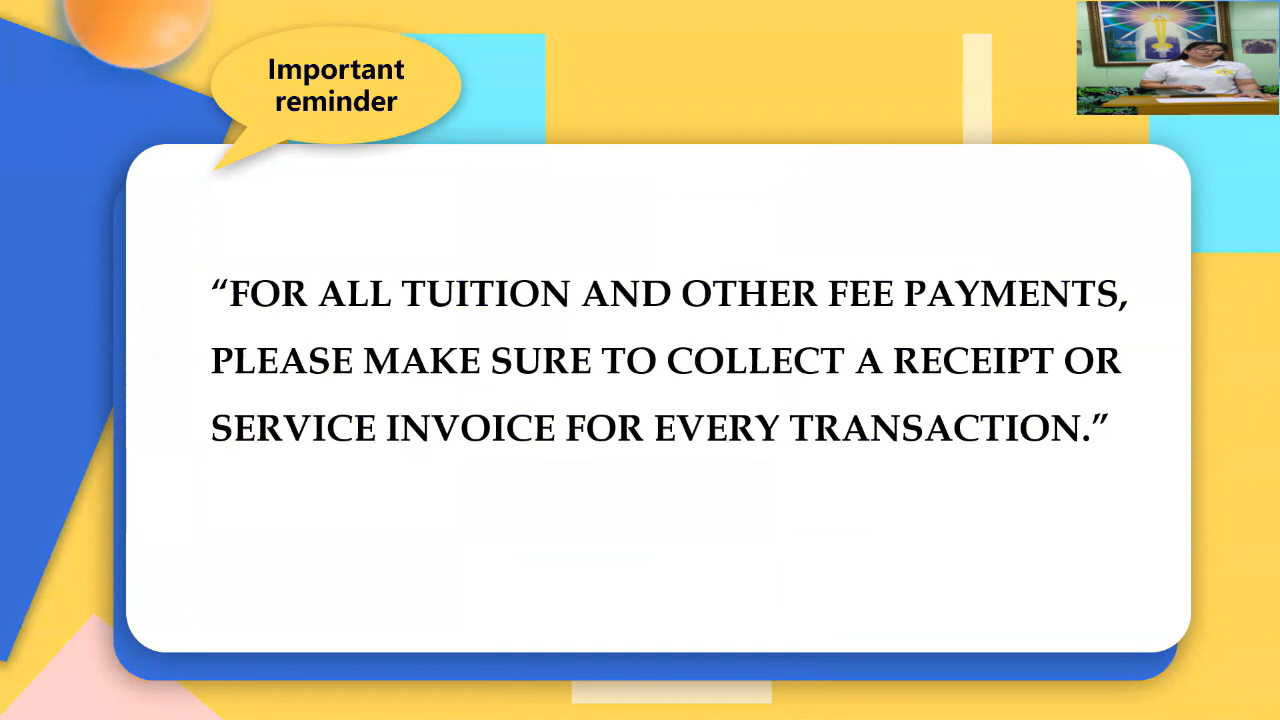 Important
reminder
“FOR ALL TUITION AND OTHER FEE PAYMENTS,
PLEASE MAKE SURE TO COLLECT A RECEIPT OR
SERVICE INVOICE FOR EVERY TRANSACTION.”